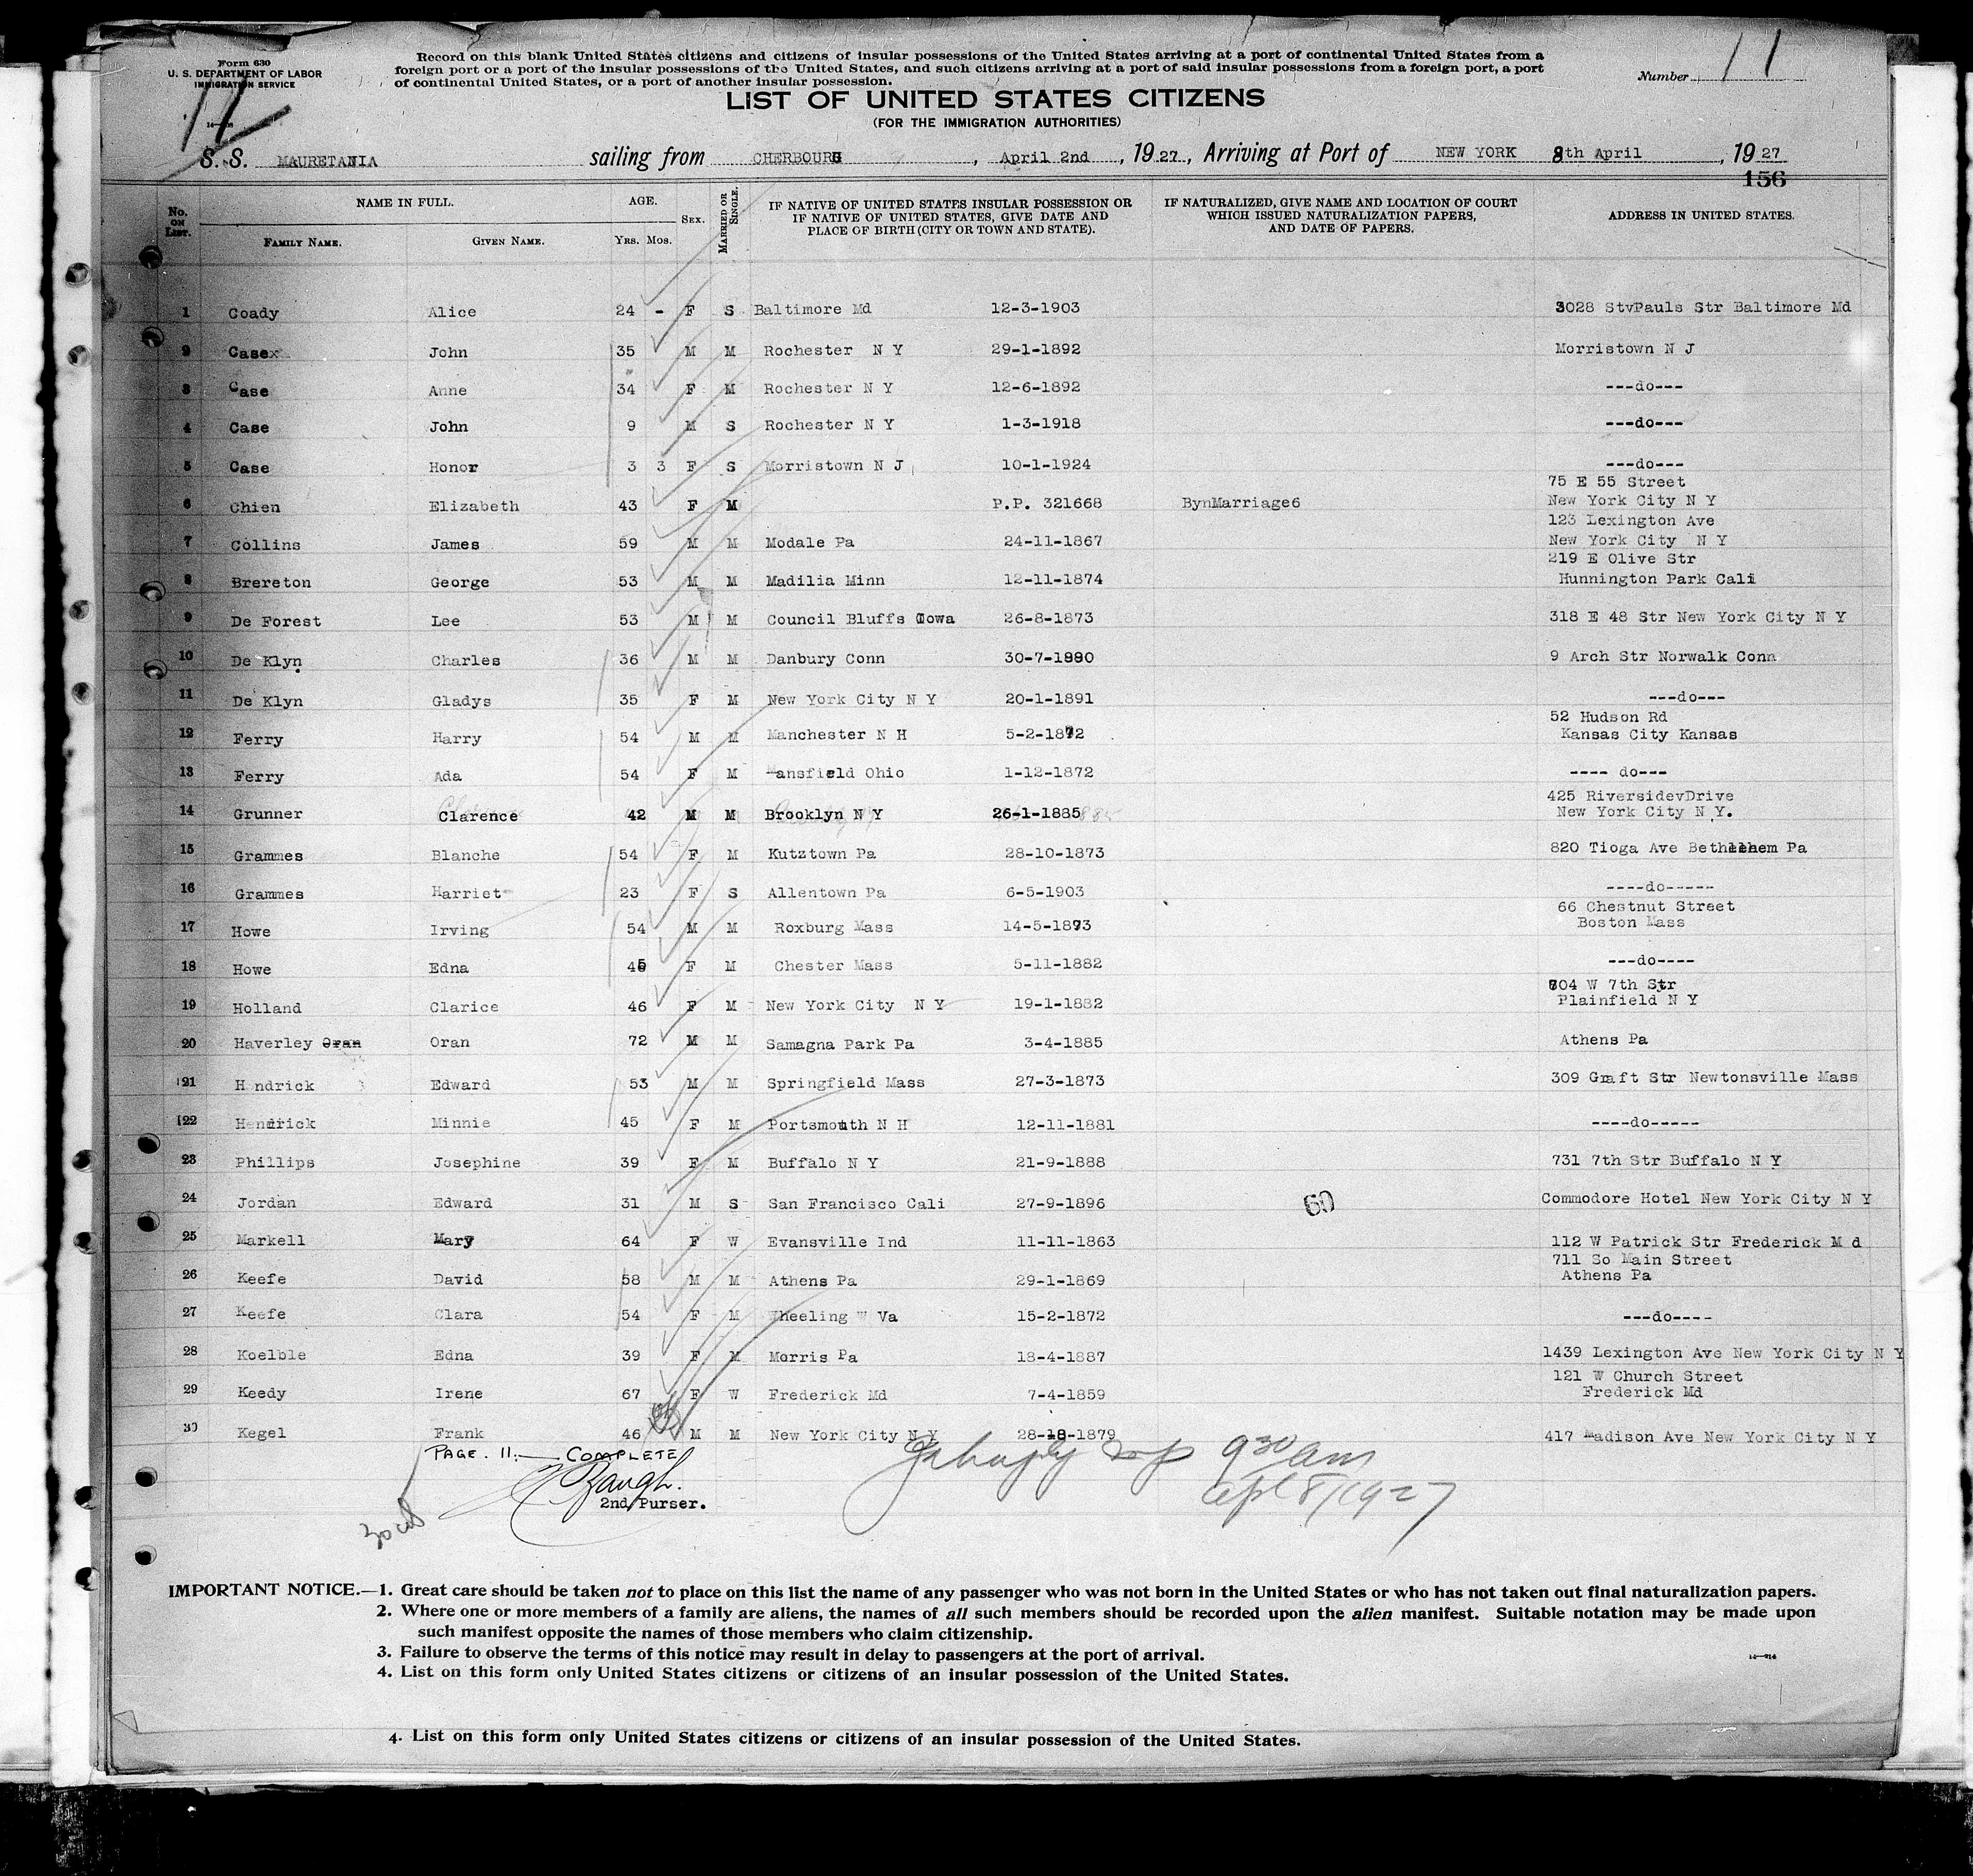 Form 630
U. S. DEPARTMENT OF LABOR
IMMIGRATION SERVICE
11
Record on this blank United States citizens and citizens of insular possessions of the United States arriving at a port of continental United States from a
foreign port or a port of the insular possessions of the United States, and such citizens arriving at a port of said insular possessions from a foreign port, a port
of continental United States, or a port of another insular possession.
Number 11
LIST OF UNITED STATES CITIZENS
(FOR THE IMMIGRATION AUTHORITIES)
S. S. MAURETANIA sailing from CHERBOURG, April 2nd, 1927, Arriving at Port of NEW YORK 8th April, 1927
156
No. ON LIST. NAME IN FULL. AGE. SEX. MARRIED OR SINGLE. IF NATIVE OF UNITED STATES INSULAR POSSESSION OR IF NATIVE OF UNITED STATES, GIVE DATE AND PLACE OF BIRTH (CITY OR TOWN AND STATE). IF NATURALIZED, GIVE NAME AND LOCATION OF COURT WHICH ISSUED NATURALIZATION PAPERS, AND DATE OF PAPERS. ADDRESS IN UNITED STATES.
FAMILY NAME. GIVEN NAME. YRS. MOS.
1 Coady Alice 24 - F S Baltimore Md 12-3-1903 3028 StvPauls Str Baltimore Md
2 Casex John 35 M M Rochester N Y 29-1-1892 Morristown N J
3 Case Anne 34 F M Rochester N Y 12-6-1892 ---do---
4 Case John 9 M S Rochester N Y 1-3-1918 ---do---
5 Case Honor 3 3 F S Morristown N J 10-1-1924 ---do---
75 E 55 Street
6 Chien Elizabeth 43 F M P.P. 321668 BynMarriage6 New York City N Y
123 Lexington Ave
7 Collins James 59 M M Modale Pa 24-11-1867 New York City N Y
219 E Olive Str
8 Brereton George 53 M M Madilia Minn 12-11-1874 Hunnington Park Cali
9 De Forest Lee 53 M M Council Bluffs Iowa 26-8-1873 318 E 48 Str New York City N Y
10 De Klyn Charles 36 M M Danbury Conn 30-7-1890 9 Arch Str Norwalk Conn
11 De Klyn Gladys 35 F M New York City N Y 20-1-1891 ---do---
52 Hudson Rd
12 Ferry Harry 54 M M Manchester N H 5-2-1872 Kansas City Kansas
13 Ferry Ada 54 F M Mansfield Ohio 1-12-1872 ---- do---
425 RiversidevDrive
14 Grunner Clarence 42 M M Brooklyn N Y 26-1-1885 New York City N Y.
15 Grammes Blanche 54 F M Kutztown Pa 28-10-1873 820 Tioga Ave Bethlehem Pa
16 Grammes Harriet 23 F S Allentown Pa 6-5-1903 ----do-----
66 Chestnut Street
17 Howe Irving 54 M M Roxburg Mass 14-5-1873 Boston Mass
18 Howe Edna 45 F M Chester Mass 5-11-1882 ---do----
704 W 7th Str
19 Holland Clarice 46 F M New York City N Y 19-1-1882 Plainfield N Y
20 Haverley Oran Oran 72 M M Samagna Park Pa 3-4-1885 Athens Pa
21 H ndrick Edward 53 M M Springfield Mass 27-3-1873 309 Graft Str Newtonsville Mass
22 Hendrick Minnie 45 F M Portsmouth N H 12-11-1881 ----do-----
23 Phillips Josephine 39 F M Buffalo N Y 21-9-1888 731 7th Str Buffalo N Y
24 Jordan Edward 31 M S San Francisco Cali 27-9-1896 60 Commodore Hotel New York City N Y
25 Markell Mary 64 F W Evansville Ind 11-11-1863 112 W Patrick Str Frederick M d
711 So Main Street
26 Keefe David 58 M M Athens Pa 29-1-1869 Athens Pa
27 Keefe Clara 54 F M Wheeling W Va 15-2-1872 ---do----
28 Koelble Edna 39 F M Morris Pa 18-4-1887 1439 Lexington Ave New York City N Y
121 W Church Street
29 Keedy Irene 67 F W Frederick Md 7-4-1859 Frederick Md
30 Kegel Frank 46 M M New York City N Y 28-18-1879 417 Madison Ave New York City N Y
PAGE. 11. — COMPLETE
Baugh. 9 30 am
2nd Purser. Apl 8/1927
IMPORTANT NOTICE.—1. Great care should be taken not to place on this list the name of any passenger who was not born in the United States or who has not taken out final naturalization papers.
2. Where one or more members of a family are aliens, the names of all such members should be recorded upon the alien manifest. Suitable notation may be made upon
such manifest opposite the names of those members who claim citizenship.
3. Failure to observe the terms of this notice may result in delay to passengers at the port of arrival.
4. List on this form only United States citizens or citizens of an insular possession of the United States.
4. List on this form only United States citizens or citizens of an insular possession of the United States.